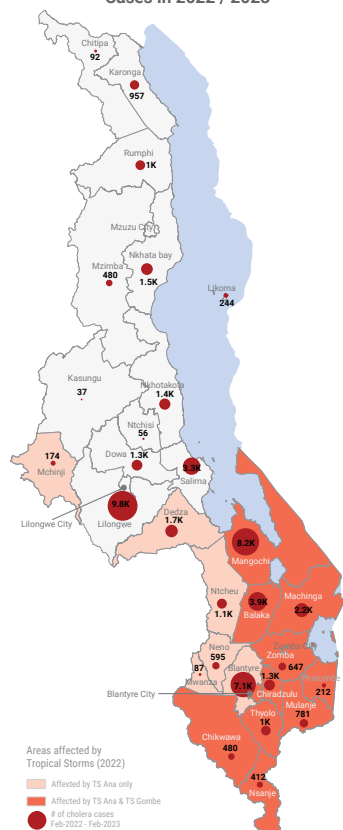 Cases in 2022 / 2023
Chitipa
92
Karonga
957
Rumphi
1K
Mzuzu City
Nkhata bay
1.5K
Mzimba
480
Likoma
244
Kasungu
37
Nkhotakota
1.4K
Ntchisi
56
Dowa 1.3K
3.3K
Salima
174
Mchinji
9.8K
Lilongwe
Lilongwe City
Dedza
1.7K
8.2K
Mangochi
Ntcheu
1.1K
3.9K
Balaka
Machinga
2.2K
Zomba City
Zomba
647
Neno
595
87
Mwanza
Blantyre
7.1K
Blantyre City
1.3K
Chiradzulu
Phalombe
212
Thyolo
1K
Mulanje
781
Chikwawa
480
412
Nsanje
Areas affected by
Tropical Storms (2022)
Affexted by TS Ana only
Affexted by TS Ana & TS Gombe
# of cholera cases
Feb-2022 - Feb-2023